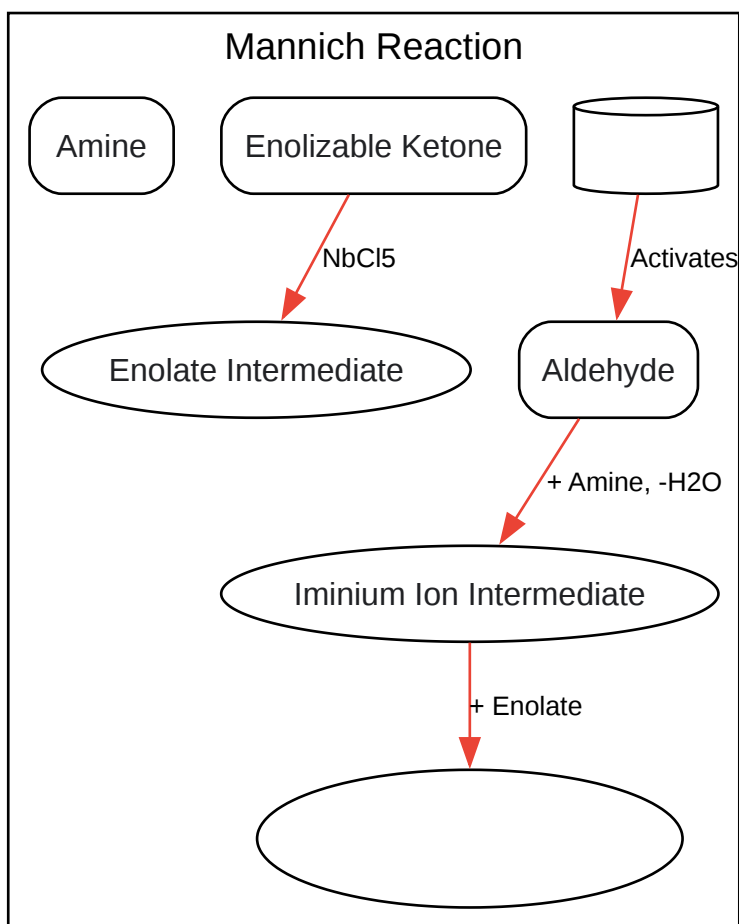 Mannich Reaction
Amine
Enolizable Ketone
NbCl5
Activates
Enolate Intermediate
Aldehyde
+ Amine, -H2O
Iminium Ion Intermediate
+ Enolate